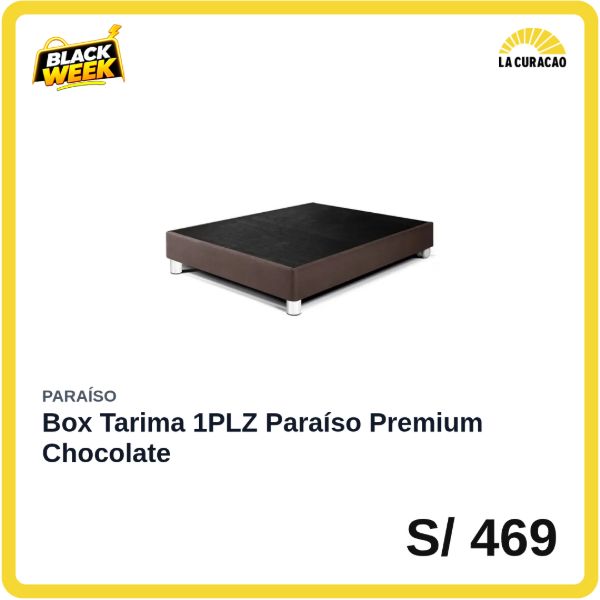 BLACK
WEEK
LA CURACAO
PARAÍSO
Box Tarima 1PLZ Paraíso Premium
Chocolate
S/ 469